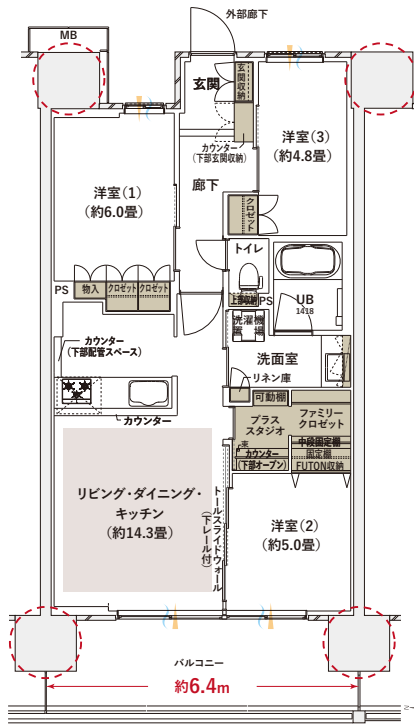 外部廊下
MB
玄関
玄関収納
カウンター
(下部玄関収納)
洋室(3)
(約4.8畳)
洋室(1)
(約6.0畳)
廊下
クロゼット
トイレ
PS
物入
クロゼット
クロゼット
上部収納
PS
UB
1418
洗濯機置場
カウンター
(下部配管スペース)
洗面室
リネン庫
カウンター
可動棚
プラス
スタジオ
ファミリー
クロゼット
中段固定棚
固定棚
FUTON収納
カウンター
(下部オープン)
リビング・ダイニング・
キッチン
(約14.3畳)
トールスライドウォール
(下レール付)
洋室(2)
(約5.0畳)
バルコニー
約6.4m